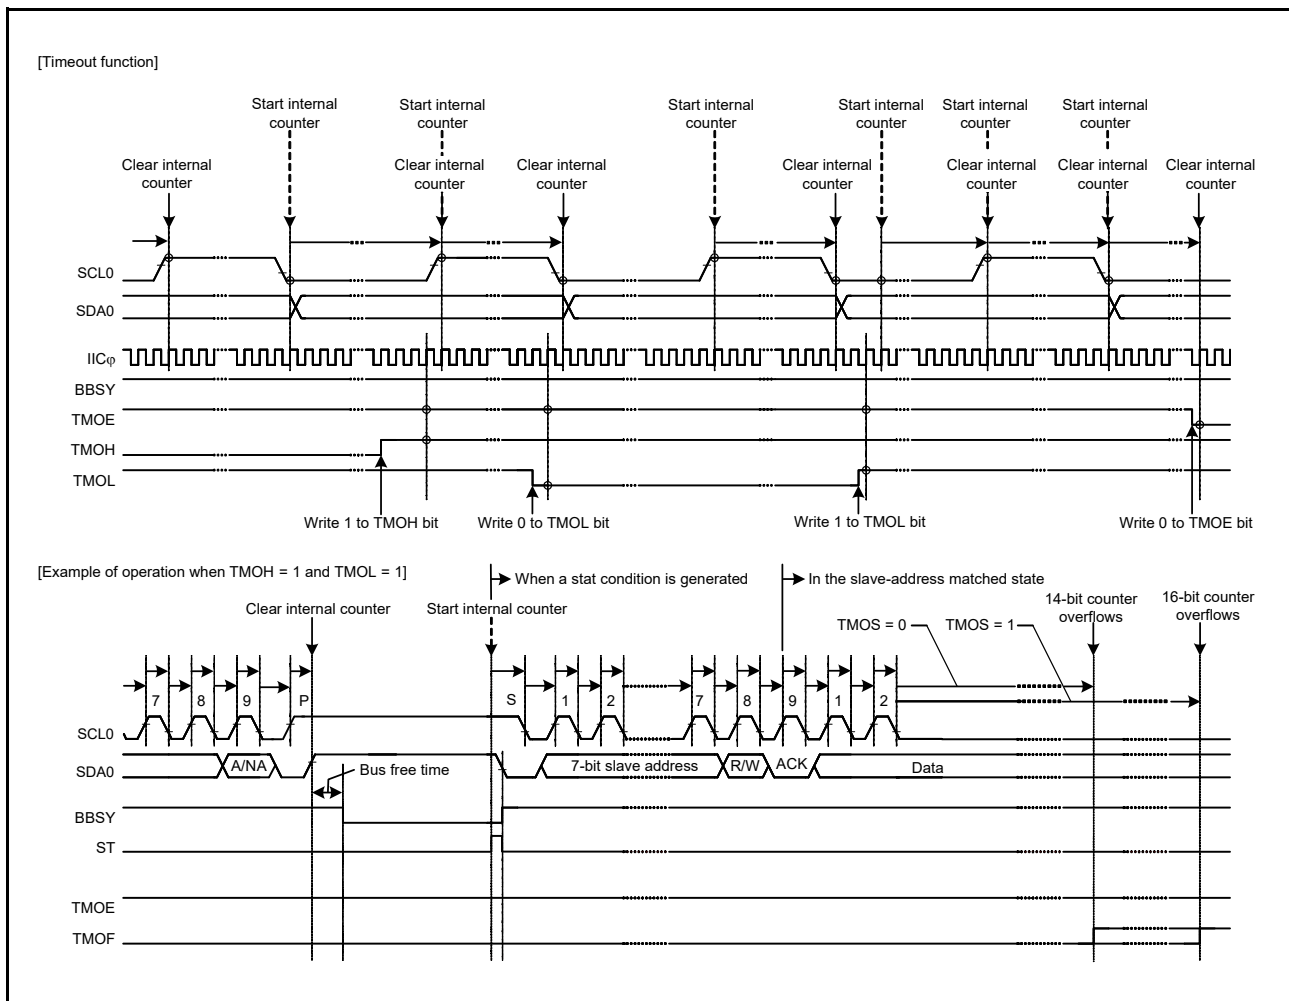 [Timeout function]
Start internal
counter
Start internal
counter
Start internal
counter
Start internal
counter
Start internal
counter
Start internal
counter
Clear internal
counter
Clear internal
counter
Clear internal
counter
Clear internal
counter
Clear internal
counter
Clear internal
counter
Clear internal
counter
SCL0
SDA0
IICφ
BBSY
TMOE
TMOH
TMOL
Write 1 to TMOH bit
Write 0 to TMOL bit
Write 1 to TMOL bit
Write 0 to TMOE bit
[Example of operation when TMOH = 1 and TMOL = 1]
When a stat condition is generated
In the slave-address matched state
Clear internal counter
Start internal counter
TMOS = 0
TMOS = 1
14-bit counter
overflows
16-bit counter
overflows
7 8 9 P S 1 2 7 8 9 1 2
SCL0
SDA0
A/NA
7-bit slave address
R/W
ACK
Data
Bus free time
BBSY
ST
TMOE
TMOF